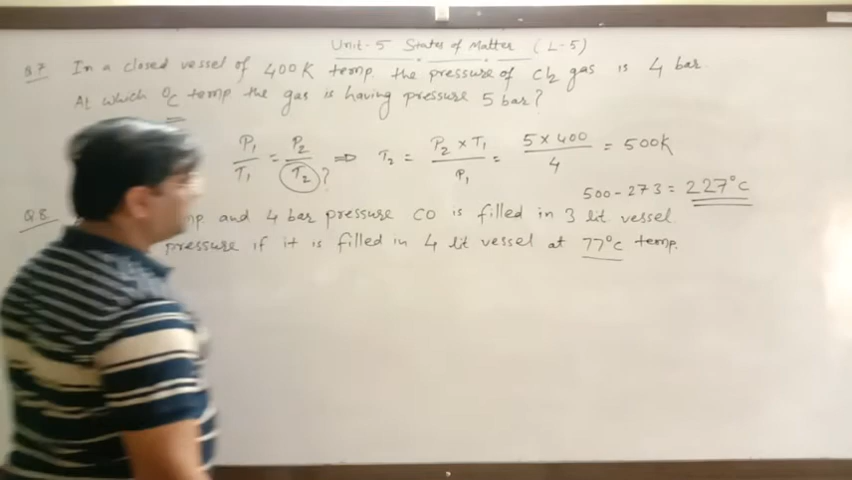 Unit-5 States of Matter (L-5)
Q7 In a closed vessel of 400K temp. the pressure of Cl2 gas is 4 bar.
At which °C temp the gas is having pressure 5 bar?
P1/T1 = P2/T2 ? ⇒ T2 = P2 × T1 / P1 = 5 × 400 / 4 = 500K
500 - 273 = 227°C
Q8. and 4 bar pressure CO is filled in 3 lit vessel
pressure if it is filled in 4 lit vessel at 77°C temp.